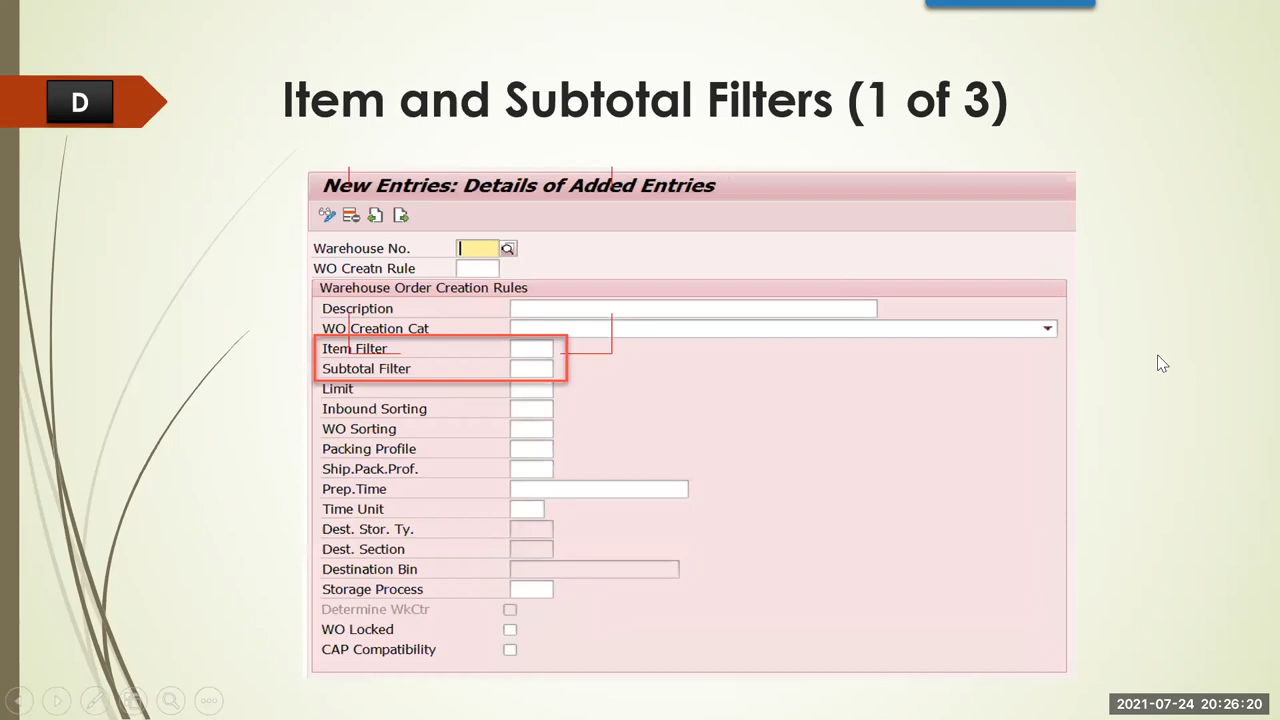 D
Item and Subtotal Filters (1 of 3)
New Entries: Details of Added Entries
Warehouse No.
WO Creatn Rule
Warehouse Order Creation Rules
Description
WO Creation Cat
Item Filter
Subtotal Filter
Limit
Inbound Sorting
WO Sorting
Packing Profile
Ship.Pack.Prof.
Prep.Time
Time Unit
Dest. Stor. Ty.
Dest. Section
Destination Bin
Storage Process
Determine WkCtr
WO Locked
CAP Compatibility
2021-07-24 20:26:20